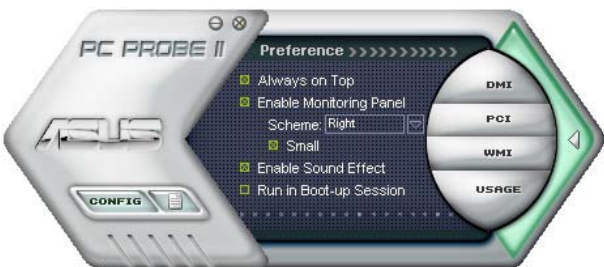 PC PROBE II
Preference >>>>>>>>>>>
Always on Top
Enable Monitoring Panel
Scheme: Right
Small
Enable Sound Effect
Run in Boot-up Session
ASUS
CONFIG
DMI
PCI
WMI
USAGE